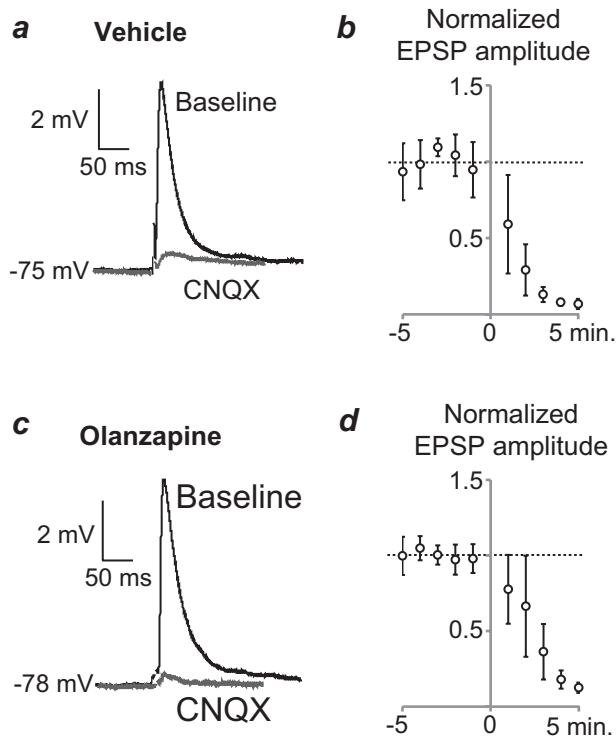 a Vehicle
Baseline
2 mV
50 ms
-75 mV
CNQX
b Normalized
EPSP amplitude
1.5
0.5
-5 0 5 min.
c Olanzapine
Baseline
2 mV
50 ms
-78 mV
CNQX
d Normalized
EPSP amplitude
1.5
0.5
-5 0 5 min.